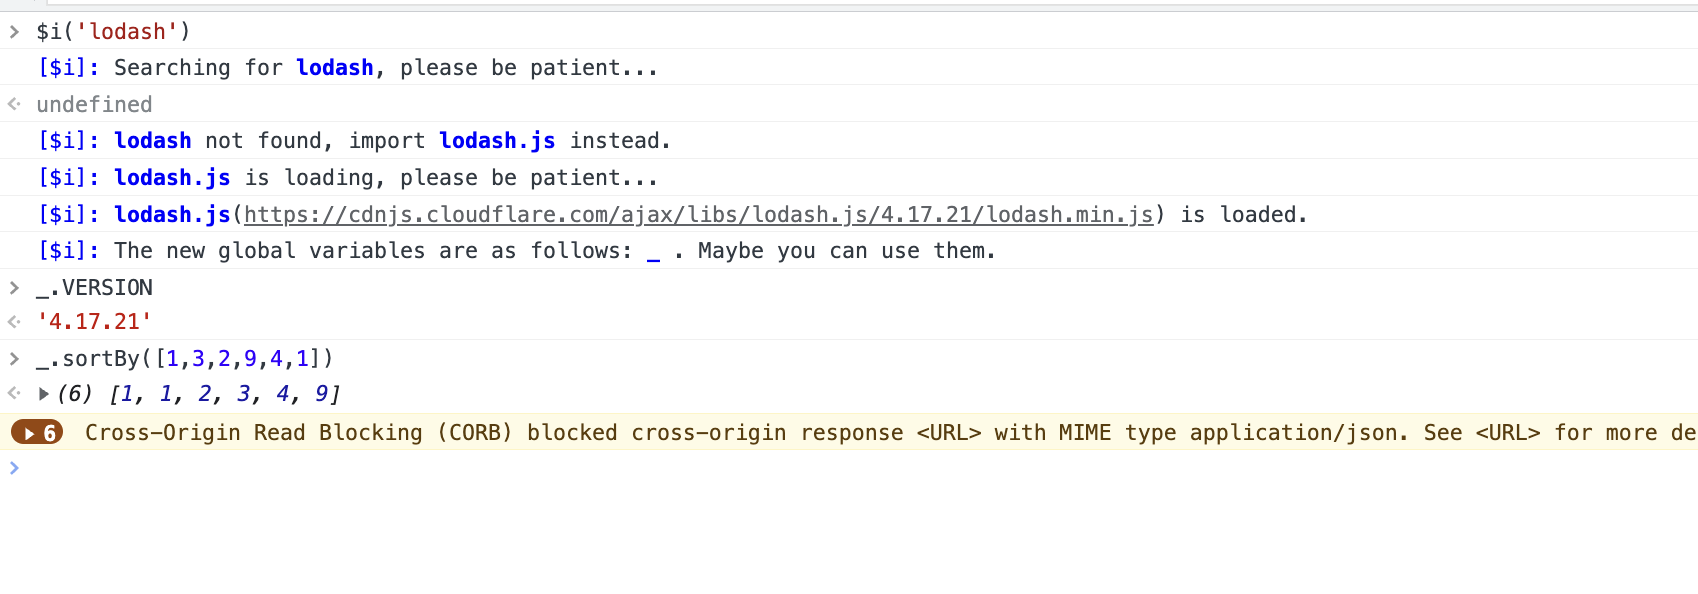 $i('lodash')
[$i]: Searching for lodash, please be patient...
undefined
[$i]: lodash not found, import lodash.js instead.
[$i]: lodash.js is loading, please be patient...
[$i]: lodash.js(https://cdnjs.cloudflare.com/ajax/libs/lodash.js/4.17.21/lodash.min.js) is loaded.
[$i]: The new global variables are as follows: _ . Maybe you can use them.
_.VERSION
'4.17.21'
_.sortBy([1,3,2,9,4,1])
(6) [1, 1, 2, 3, 4, 9]
6 Cross-Origin Read Blocking (CORB) blocked cross-origin response <URL> with MIME type application/json. See <URL> for more de